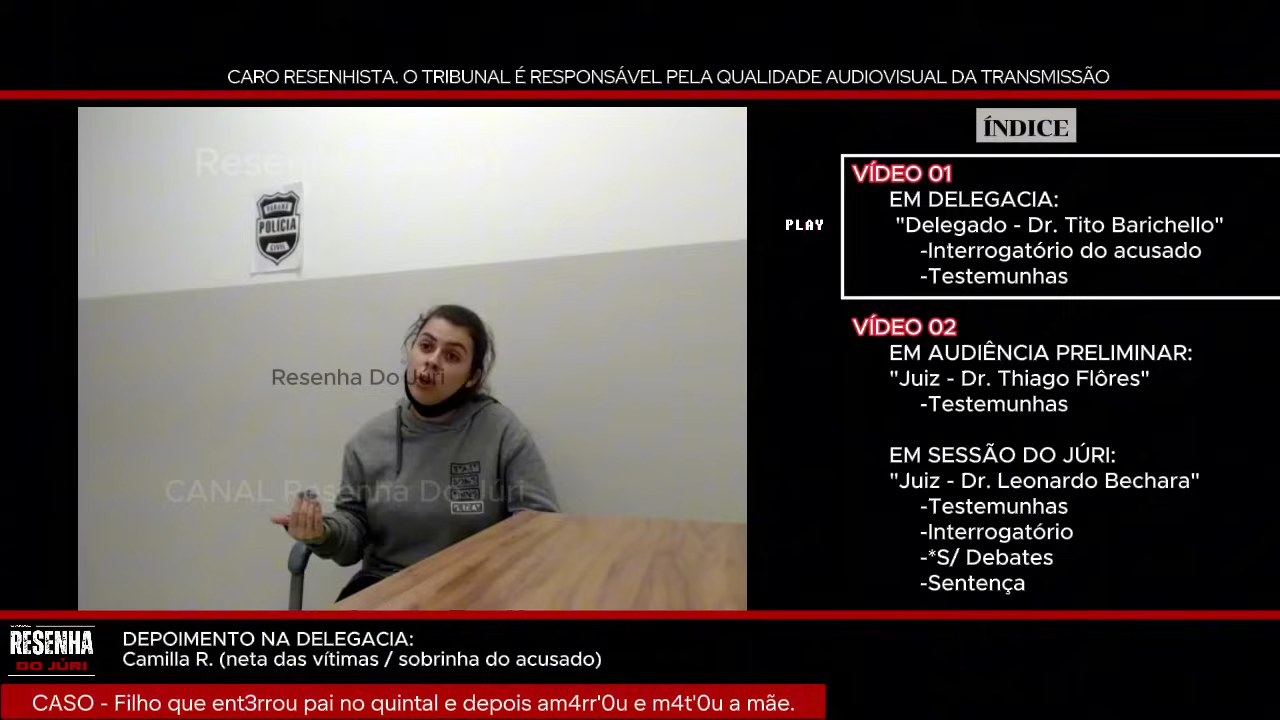 CARO RESENHISTA. O TRIBUNAL É RESPONSÁVEL PELA QUALIDADE AUDIOVISUAL DA TRANSMISSÃO
ÍNDICE
VÍDEO 01
EM DELEGACIA:
"Delegado - Dr. Tito Barichello"
-Interrogatório do acusado
-Testemunhas
PLAY
VÍDEO 02
EM AUDIÊNCIA PRELIMINAR:
"Juiz - Dr. Thiago Flôres"
-Testemunhas
EM SESSÃO DO JÚRI:
"Juiz - Dr. Leonardo Bechara"
-Testemunhas
-Interrogatório
-*S/ Debates
-Sentença
POLÍCIA
CIVIL
Resenha Do Júri
CANAL Resenha Do Júri
RESENHA
DO JÚRI
DEPOIMENTO NA DELEGACIA:
Camilla R. (neta das vítimas / sobrinha do acusado)
CASO - Filho que ent3rrou pai no quintal e depois am4rr'0u e m4t'0u a mãe.